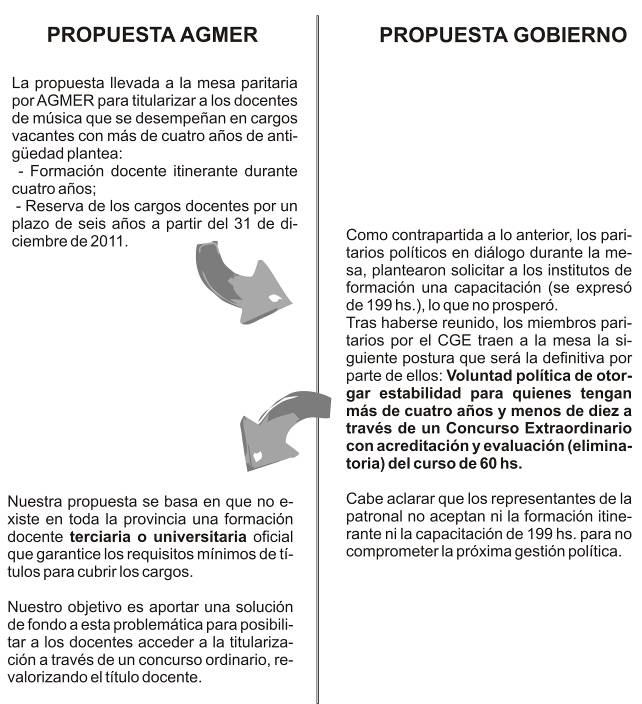 PROPUESTA AGMER
La propuesta llevada a la mesa paritaria
por AGMER para titularizar a los docentes
de música que se desempeñan en cargos
vacantes con más de cuatro años de anti-
güedad plantea:
- Formación docente itinerante durante
cuatro años;
- Reserva de los cargos docentes por un
plazo de seis años a partir del 31 de di-
ciembre de 2011.
Nuestra propuesta se basa en que no e-
xiste en toda la provincia una formación
docente terciaria o universitaria oficial
que garantice los requisitos mínimos de tí-
tulos para cubrir los cargos.
Nuestro objetivo es aportar una solución
de fondo a esta problemática para posibili-
tar a los docentes acceder a la titulariza-
ción a través de un concurso ordinario, re-
valorizando el título docente.
PROPUESTA GOBIERNO
Como contrapartida a lo anterior, los pari-
tarios políticos en diálogo durante la me-
sa, plantearon solicitar a los institutos de
formación una capacitación (se expresó
de 199 hs.), lo que no prosperó.
Tras haberse reunido, los miembros pari-
tarios por el CGE traen a la mesa la si-
guiente postura que será la definitiva por
parte de ellos: Voluntad política de otor-
gar estabilidad para quienes tengan
más de cuatro años y menos de diez a
través de un Concurso Extraordinario
con acreditación y evaluación (elimina-
toria) del curso de 60 hs.
Cabe aclarar que los representantes de la
patronal no aceptan ni la formación itine-
rante ni la capacitación de 199 hs. para no
comprometer la próxima gestión política.